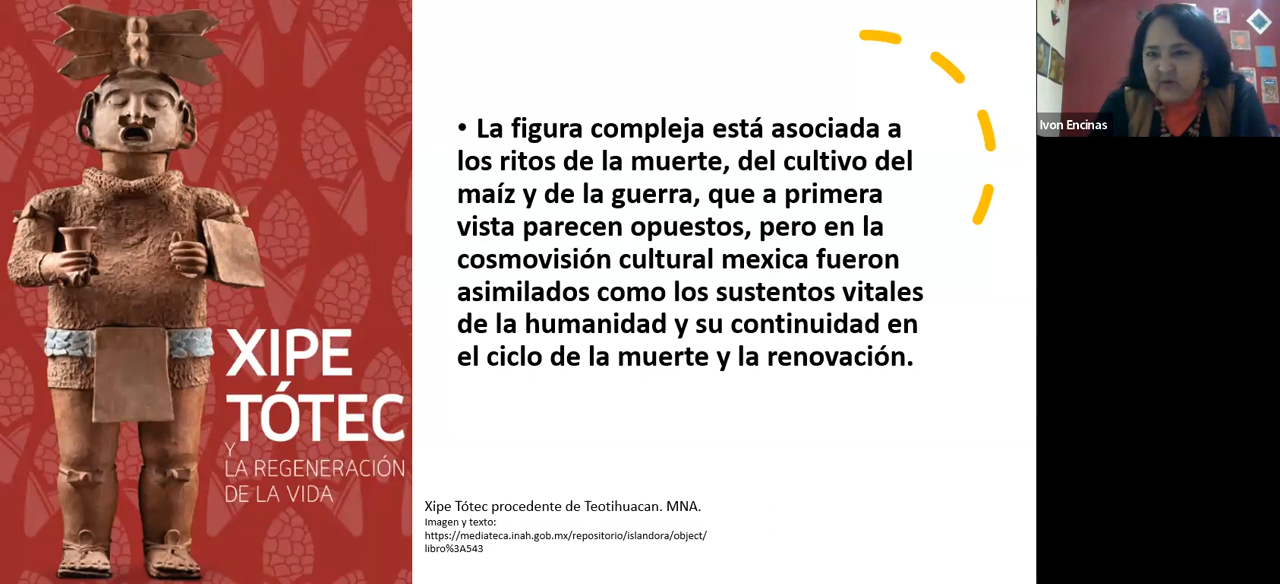 XIPE
TÓTEC
Y
LA REGENERACIÓN
DE LA VIDA
• La figura compleja está asociada a
los ritos de la muerte, del cultivo del
maíz y de la guerra, que a primera
vista parecen opuestos, pero en la
cosmovisión cultural mexica fueron
asimilados como los sustentos vitales
de la humanidad y su continuidad en
el ciclo de la muerte y la renovación.
Xipe Tótec procedente de Teotihuacan. MNA.
Imagen y texto:
https://mediateca.inah.gob.mx/repositorio/islandora/object/
libro%3A543
Ivon Encinas